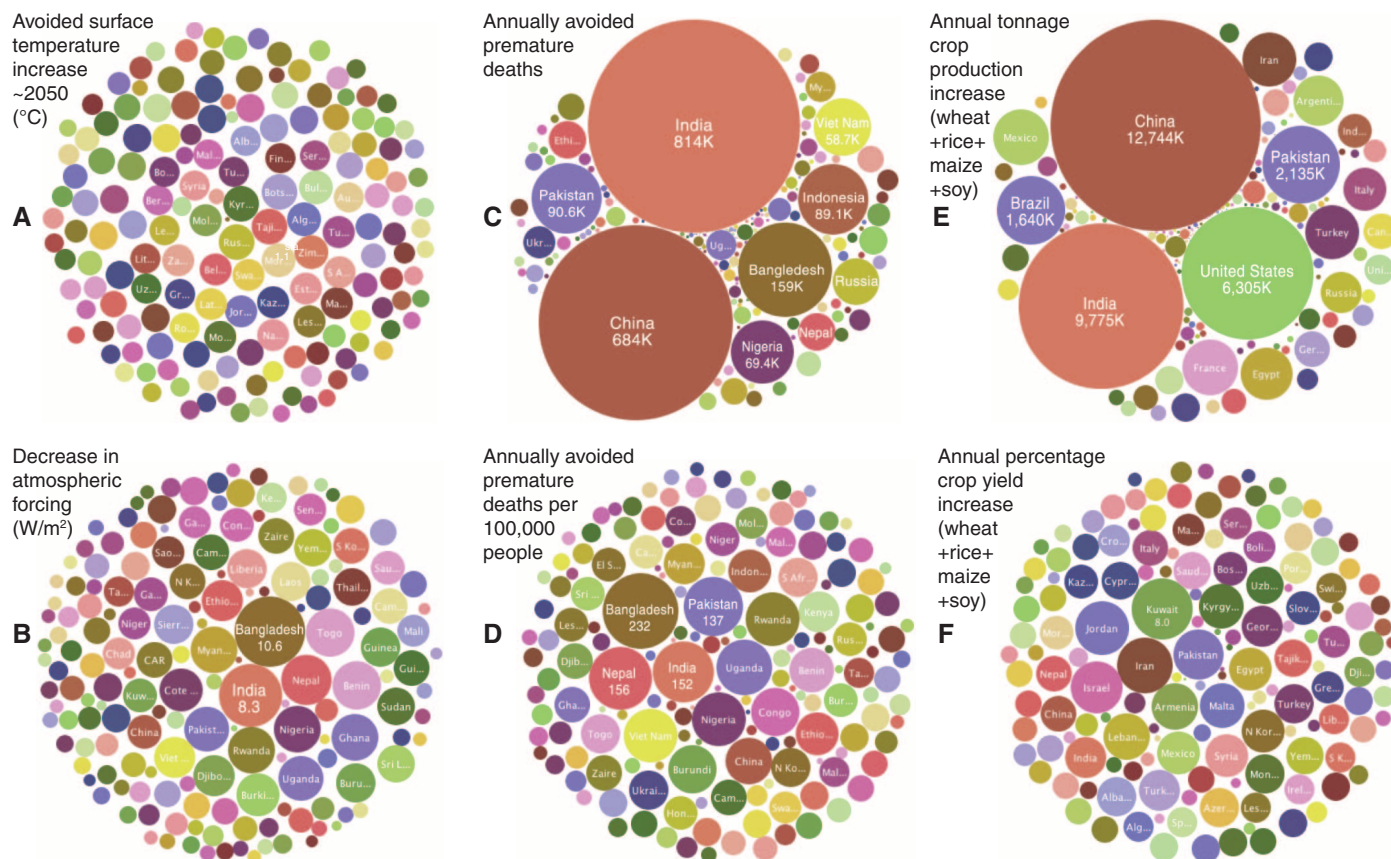 Avoided surface
temperature
increase
~2050
(°C)
A
Alb...
Mal...
Fin...
Ser...
Bo...
Tu...
Syria
Bots...
Bul...
Ber...
Kyr...
Au...
Mol...
Taji...
Alg...
Le...
Rus...
Tu...
1.1
Zim...
Lit...
Za...
Bel...
Swa...
S A...
Uz...
Gr...
Est...
Lat...
Kaz...
Ma...
Jor...
Ro...
Les...
Mo...
Na...
Annually avoided
premature
deaths
C
India
814K
My...
Viet Nam
58.7K
Ethi...
Pakistan
90.6K
Indonesia
89.1K
Ukr...
Ug...
Bangledesh
159K
Russia
China
684K
Nepal
Nigeria
69.4K
Annual tonnage
crop
production
increase
(wheat
+rice+
maize
+soy)
E
Iran
China
12,744K
Argenti...
Mexico
Ind...
Pakistan
2,135K
Italy
Brazil
1,640K
Turkey
Can...
United States
6,305K
Uni...
India
9,775K
Russia
Ger...
France
Egypt
Decrease in
atmospheric
forcing
(W/m²)
B
Ke...
Ga...
Con...
Sen...
Zaire
Sao...
Cam...
Yem...
S Ko...
Liberia
Sau...
Ta...
Ga...
N K...
Laos
Thail...
Ethio...
Cam...
Niger
Sierr...
Bangladesh
10.6
Togo
Mali
Chad
CAR
Myan...
Guinea
Gui...
Kuw...
Cote ...
India
8.3
Nepal
Benin
Sudan
China
Pakist...
Nigeria
Ghana
Viet ...
Rwanda
Sri L...
Djibo...
Uganda
Buru...
Burki...
Annually avoided
premature
deaths per
100,000
people
D
Co...
Niger
Mol...
Ca...
Mal...
El S...
Myan...
Indon...
S Afr...
Sri ...
Bangladesh
232
Pakistan
137
Kenya
Les...
Rwanda
Rus...
Djib...
Nepal
156
India
152
Uganda
Benin
Ta...
Gha...
Bur...
Togo
Viet Nam
Nigeria
Congo
Ethio...
Zaire
Burundi
China
N Ko...
Mal...
Ukrai...
Cam...
Hon...
Swa...
Annual percentage
crop yield
increase
(wheat
+rice+
maize
+soy)
F
Ma...
Ser...
Cro...
Italy
Boli...
Kaz...
Cypr...
Saud...
Bos...
Por...
Uzb...
Swi...
Kuwait
8.0
Kyrgy...
Slov...
Mor...
Jordan
Geor...
Tu...
Nepal
Iran
Pakistan
Egypt
Tajik...
Dji...
Israel
Gre...
China
Armenia
Malta
Turkey
Lib...
Leban...
N Kor...
India
Mexico
Syria
Yem...
S K...
Mon...
Alba...
Turk...
Irel...
Azer...
Les...
Alg...
Sp...